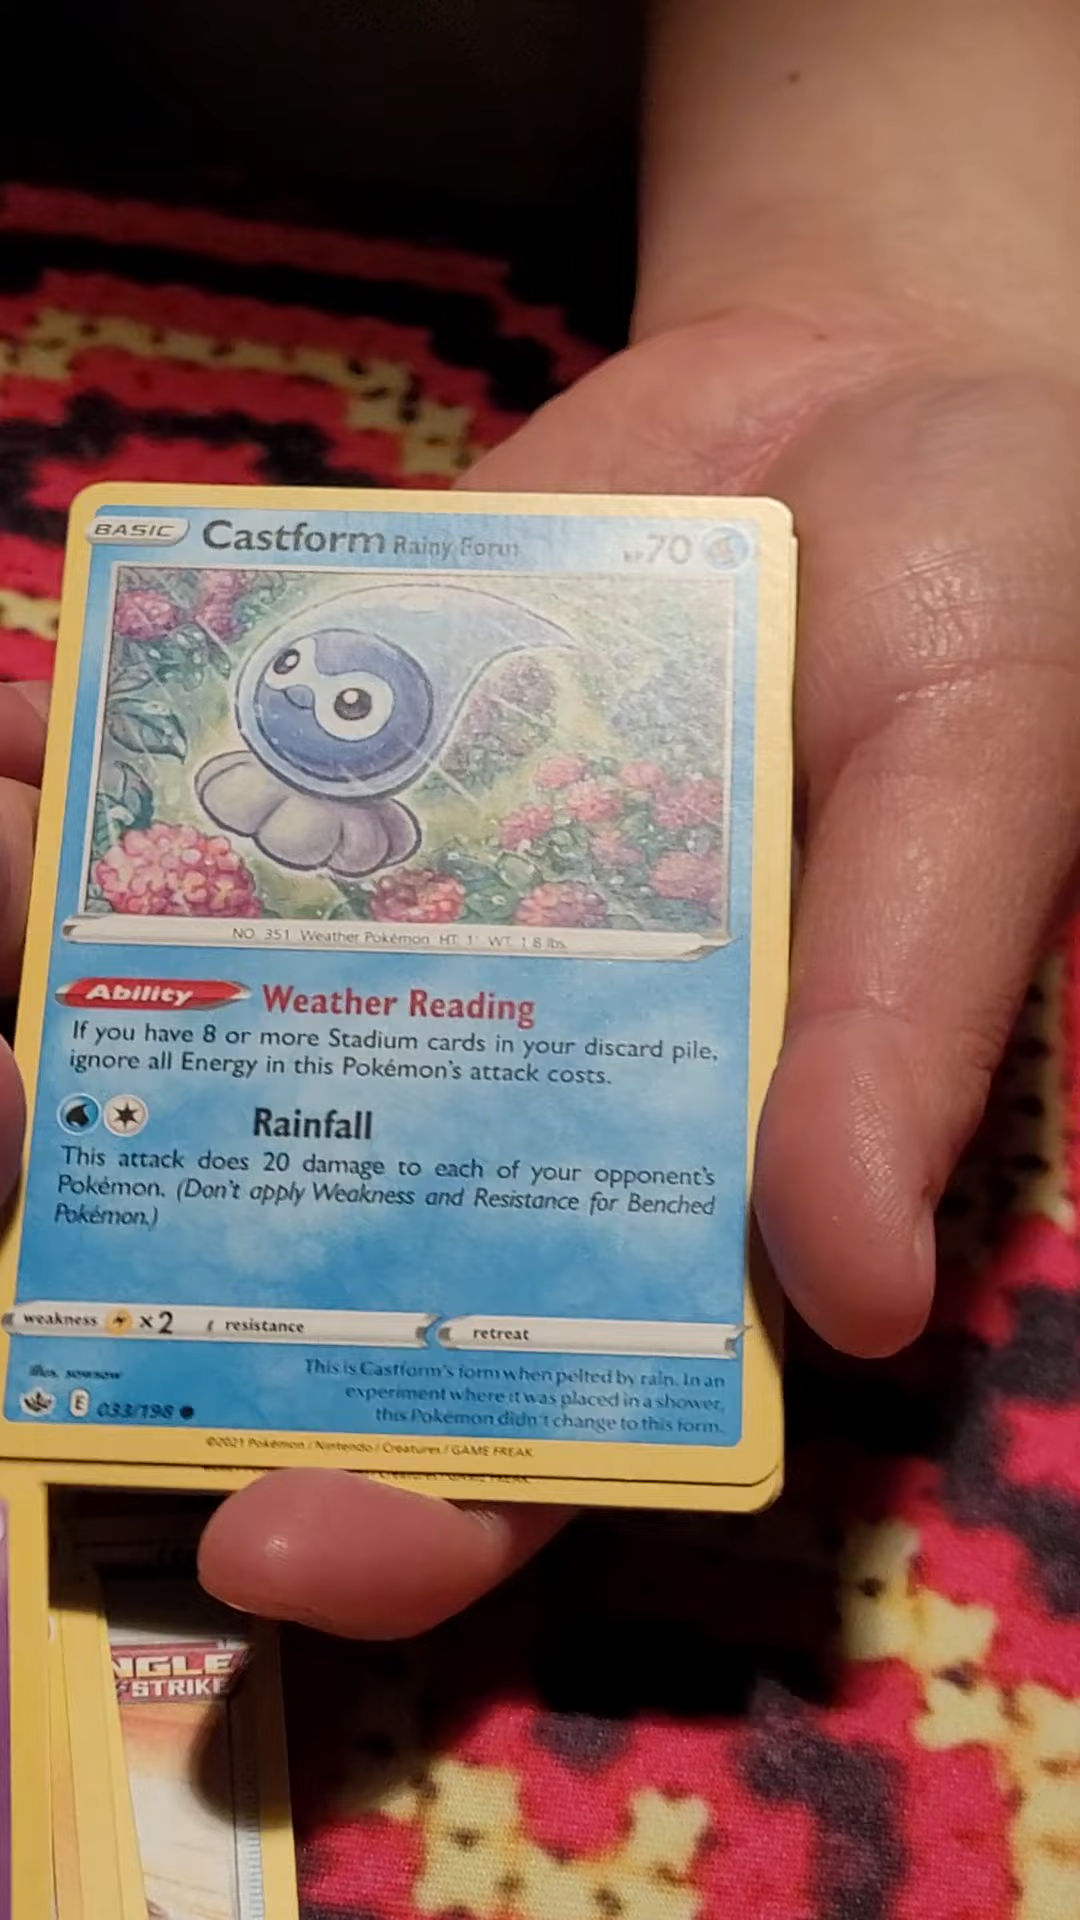 BASIC Castform Rainy Form HP 70
NO. 351 Weather Pokémon HT: 1' WT: 1.8 lbs.
Ability Weather Reading
If you have 8 or more Stadium cards in your discard pile,
ignore all Energy in this Pokémon's attack costs.
Rainfall
This attack does 20 damage to each of your opponent's
Pokémon. (Don't apply Weakness and Resistance for Benched
Pokémon.)
weakness ×2 resistance retreat
illus. sowsow
This is Castform's form when pelted by rain. In an
experiment where it was placed in a shower,
this Pokémon didn't change to this form.
E 033/198
©2021 Pokémon / Nintendo / Creatures / GAME FREAK
NGLE
STRIKE